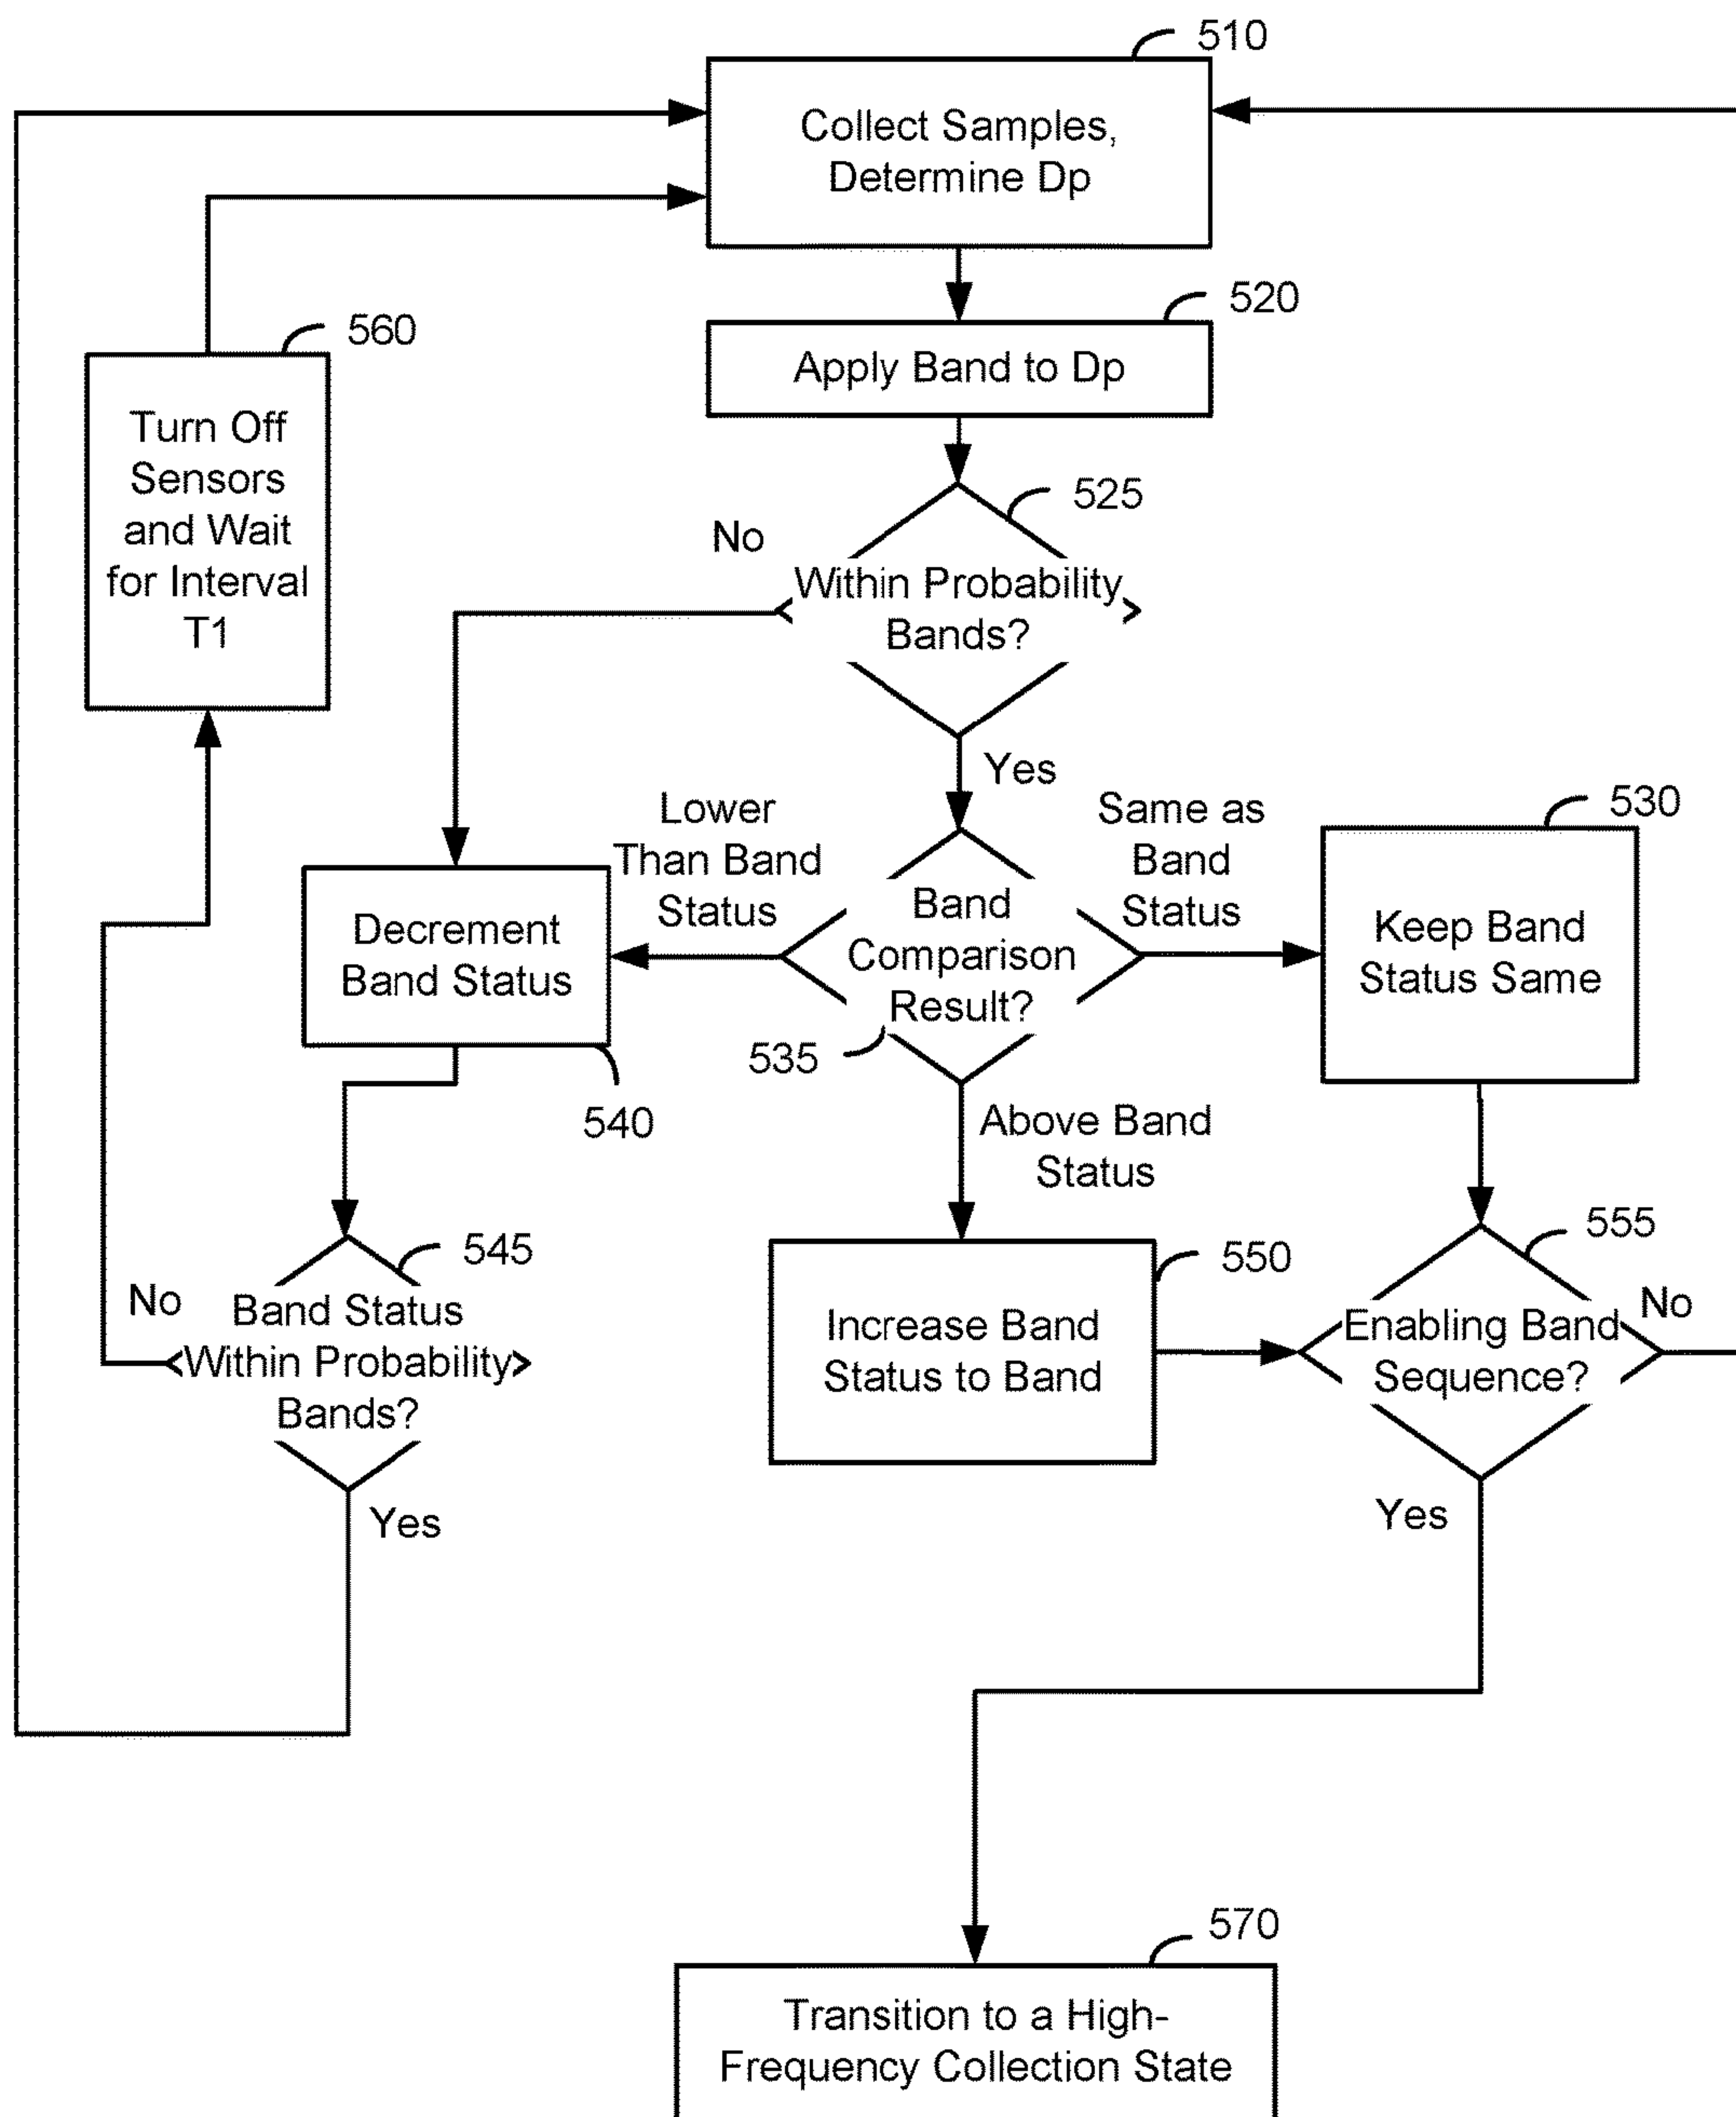 510
Collect Samples,
Determine Dp
520
Apply Band to Dp
560
Turn Off
Sensors
and Wait
for Interval
T1
525
No
Within Probability
Bands?
Yes
Lower
Than Band
Status
Same as
Band
Status
530
Decrement
Band Status
Band
Comparison
Result?
Keep Band
Status Same
535
540
Above Band
Status
545
No
Band Status
Within Probability
Bands?
Yes
550
Increase Band
Status to Band
555
Enabling Band
Sequence?
No
Yes
570
Transition to a High-
Frequency Collection State